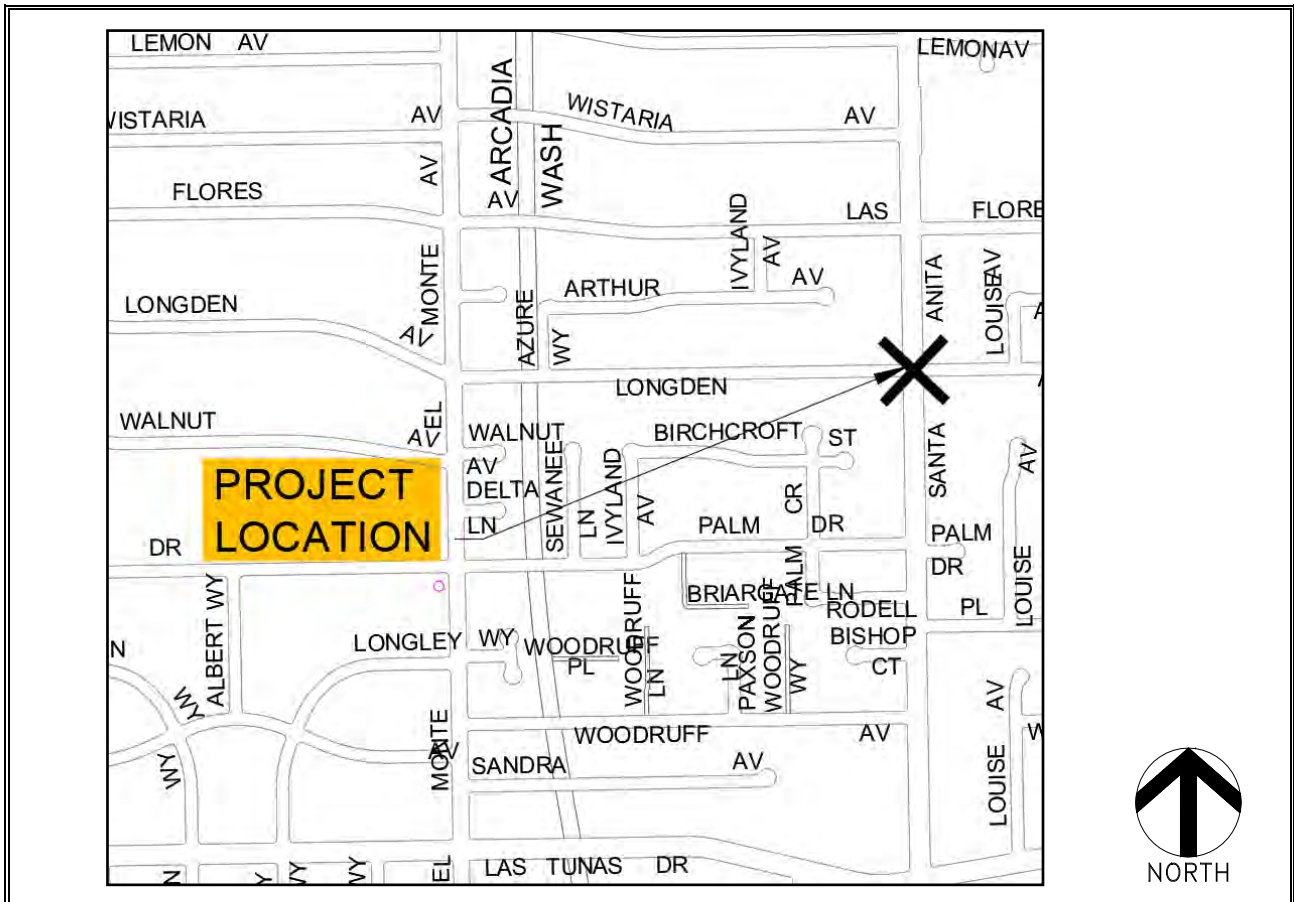 LEMON AV
LEMONAV
VISTARIA AV
WISTARIA AV
ARCADIA
WASH
AV
FLORES
AV
LAS FLORE
IVYLAND
AV
MONTE
ARTHUR AV
ANITA
LOUISE
AV
LONGDEN
AV
AZURE
WY
LONGDEN
WALNUT
AV
EL
WALNUT
AV
BIRCHCROFT ST
PROJECT
LOCATION
DELTA
LN
SEWANEE
LN
IVYLAND
AV
SANTA
AV
DR
PALM DR
CR
PALM
PALM
DR
LOUISE
ALBERT WY
BRIARGATE LN
RODELL PL
BISHOP
CT
N
LONGLEY WY
WOODRUFF
PL
WOODRUFF
LN
LN
PAXSON
WOODRUFF
WY
WY
MONTE
AV
WOODRUFF AV
AV
WY
SANDRA AV
LOUISE
W
N
Y
WY
WY
EL
LAS TUNAS DR
NORTH